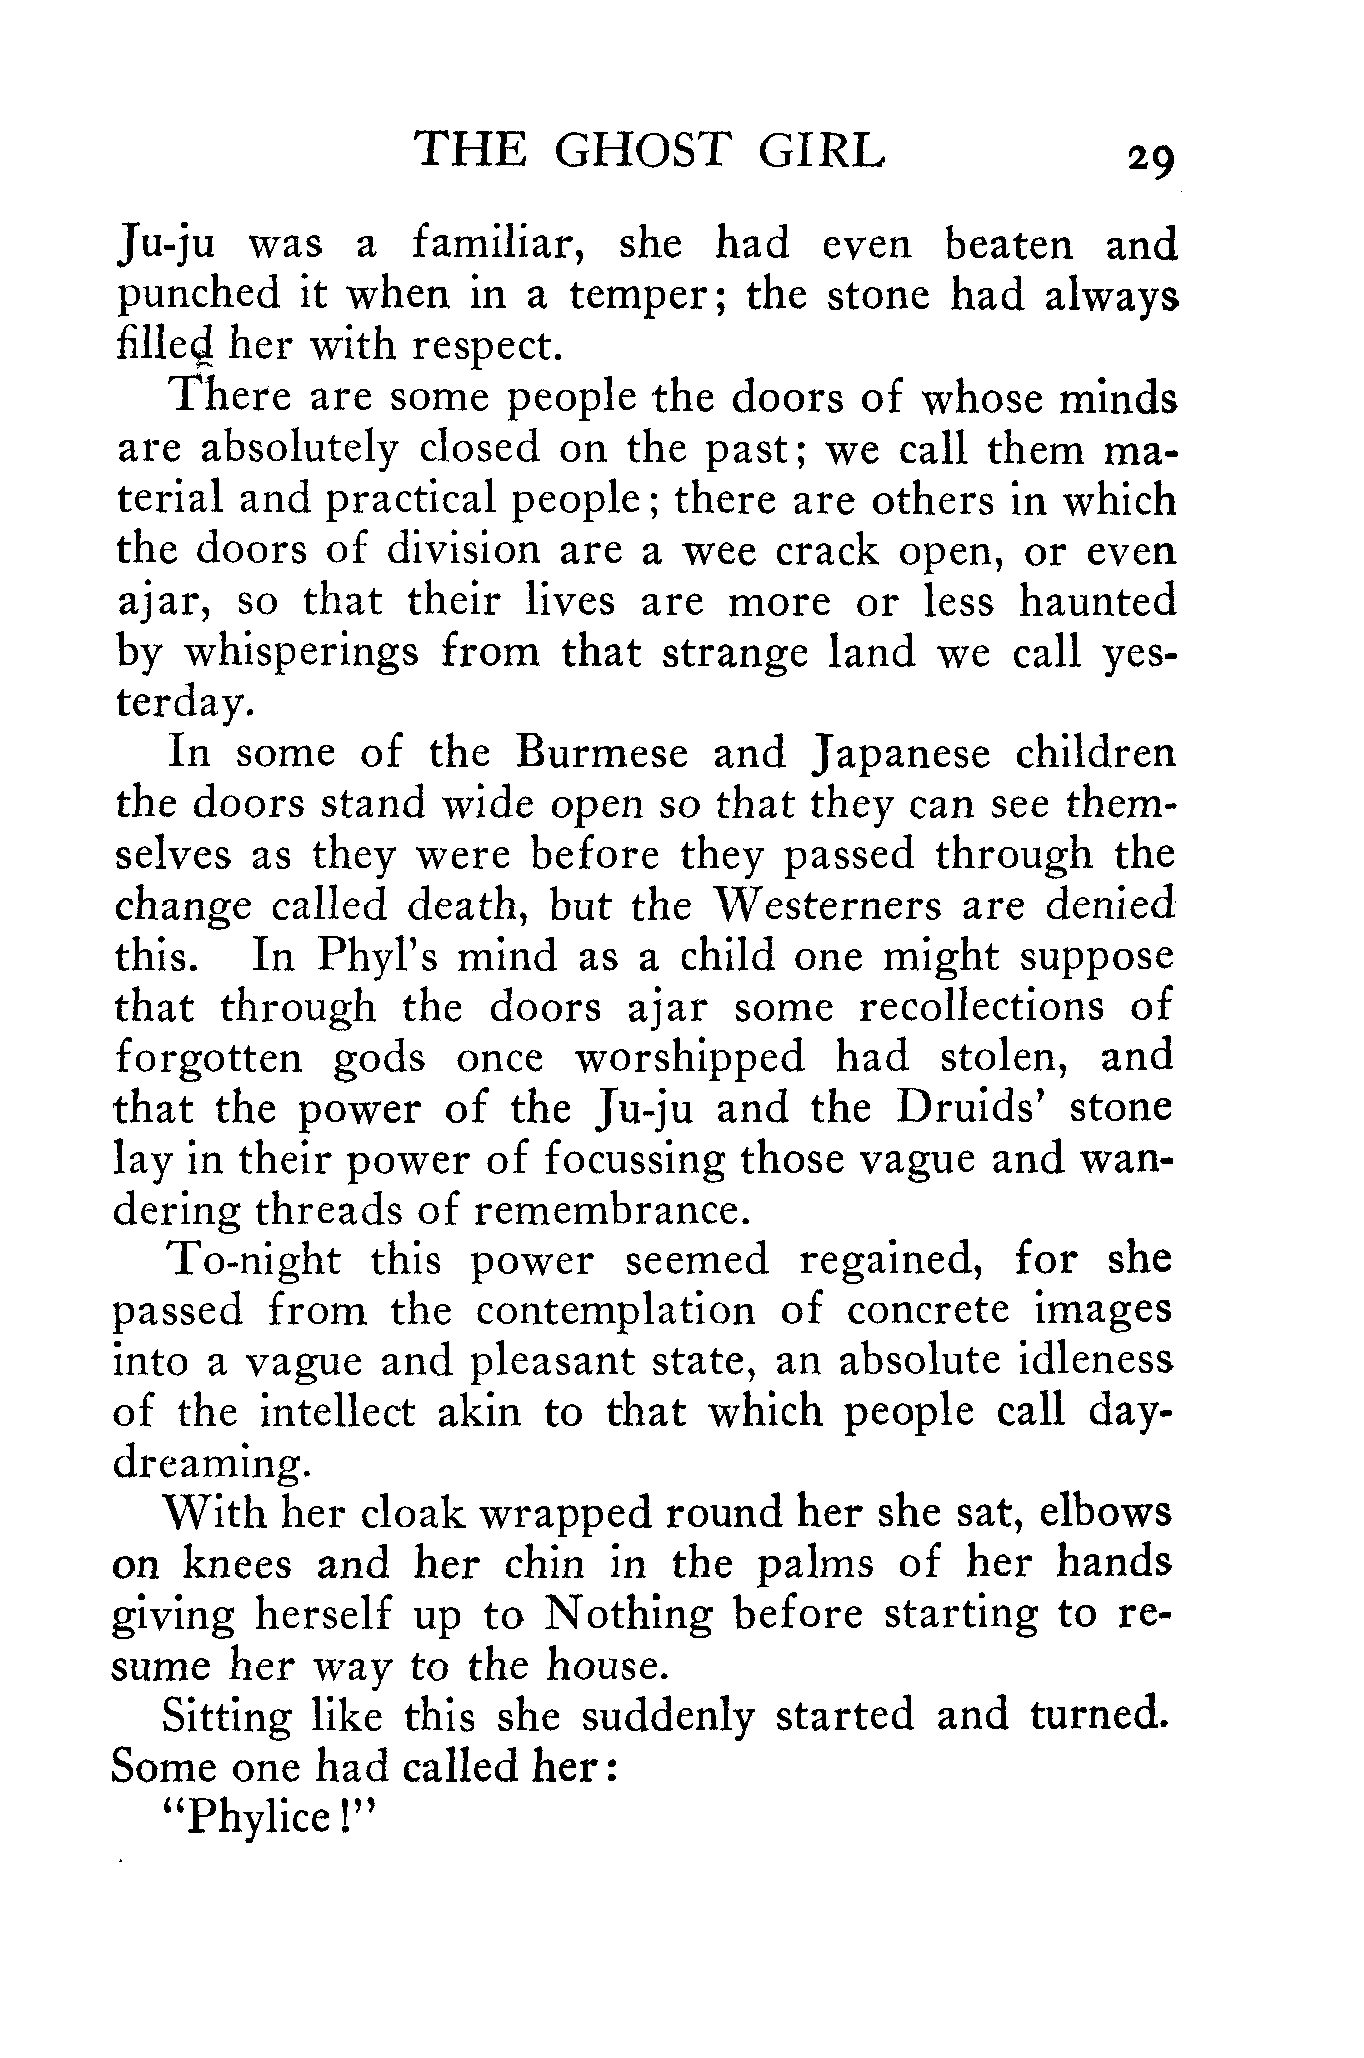 THE GHOST GIRL 29
Ju-ju was a familiar, she had even beaten and
punched it when in a temper; the stone had always
filled her with respect.
There are some people the doors of whose minds
are absolutely closed on the past; we call them ma-
terial and practical people; there are others in which
the doors of division are a wee crack open, or even
ajar, so that their lives are more or less haunted
by whisperings from that strange land we call yes-
terday.
In some of the Burmese and Japanese children
the doors stand wide open so that they can see them-
selves as they were before they passed through the
change called death, but the Westerners are denied
this. In Phyl's mind as a child one might suppose
that through the doors ajar some recollections of
forgotten gods once worshipped had stolen, and
that the power of the Ju-ju and the Druids' stone
lay in their power of focussing those vague and wan-
dering threads of remembrance.
To-night this power seemed regained, for she
passed from the contemplation of concrete images
into a vague and pleasant state, an absolute idleness
of the intellect akin to that which people call day-
dreaming.
With her cloak wrapped round her she sat, elbows
on knees and her chin in the palms of her hands
giving herself up to Nothing before starting to re-
sume her way to the house.
Sitting like this she suddenly started and turned.
Some one had called her:
"Phylice!"